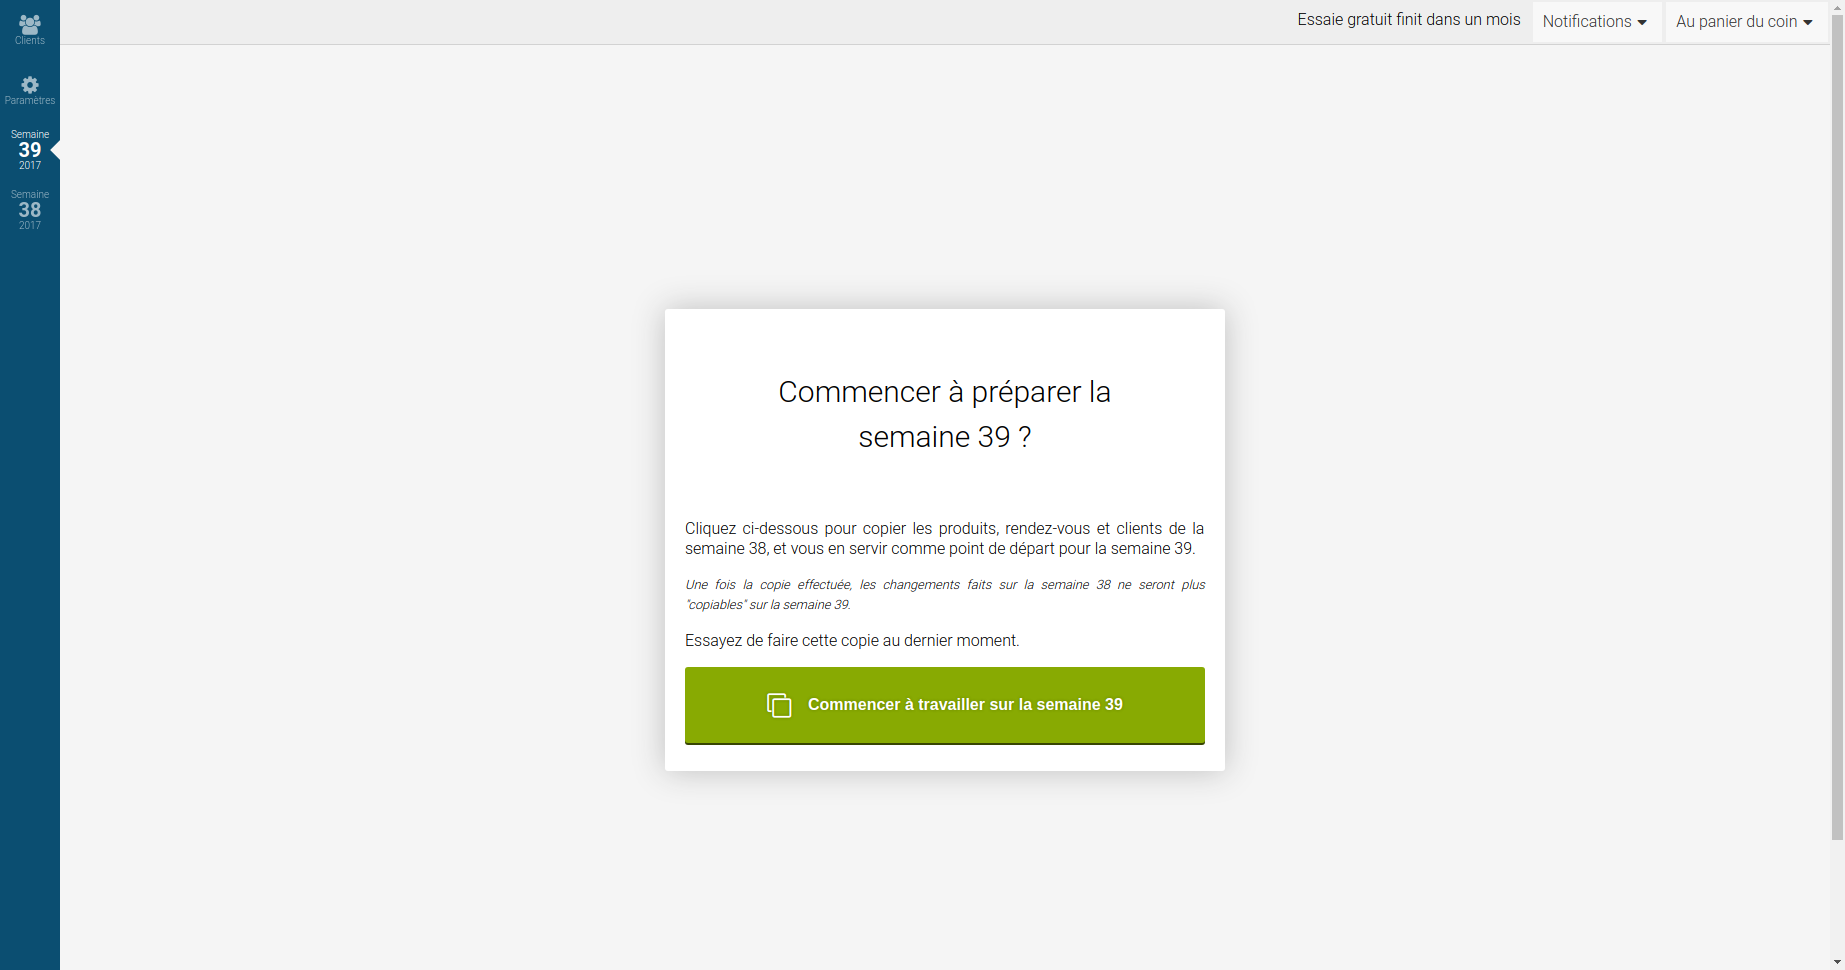 Clients
Paramètres
Semaine
39
2017
Semaine
38
2017
Essaie gratuit finit dans un mois
Notifications
Au panier du coin
Commencer à préparer la
semaine 39 ?
Cliquez ci-dessous pour copier les produits, rendez-vous et clients de la
semaine 38, et vous en servir comme point de départ pour la semaine 39.
Une fois la copie effectuée, les changements faits sur la semaine 38 ne seront plus
"copiables" sur la semaine 39.
Essayez de faire cette copie au dernier moment.
Commencer à travailler sur la semaine 39